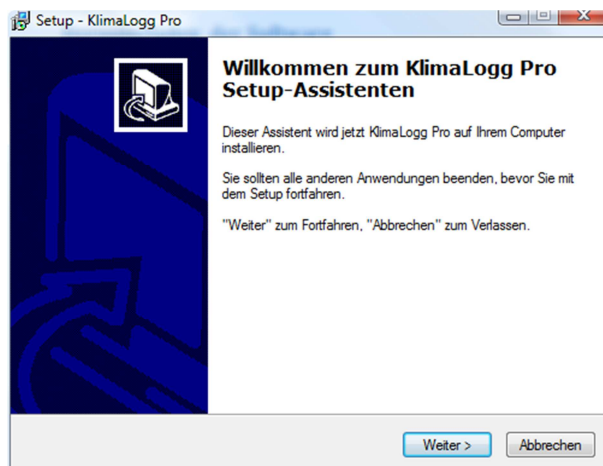 Setup - KlimaLogg Pro
Willkommen zum KlimaLogg Pro
Setup-Assistenten
Dieser Assistent wird jetzt KlimaLogg Pro auf Ihrem Computer
installieren.
Sie sollten alle anderen Anwendungen beenden, bevor Sie mit
dem Setup fortfahren.
"Weiter" zum Fortfahren, "Abbrechen" zum Verlassen.
Weiter >
Abbrechen